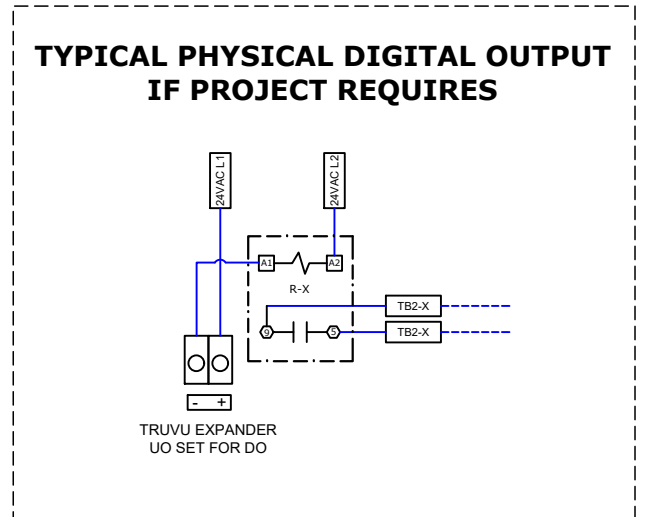 TYPICAL PHYSICAL DIGITAL OUTPUT
IF PROJECT REQUIRES
24VAC L1
24VAC L2
A1
A2
R-X
TB2-X
9
5
TB2-X
- +
TRUVU EXPANDER
UO SET FOR DO